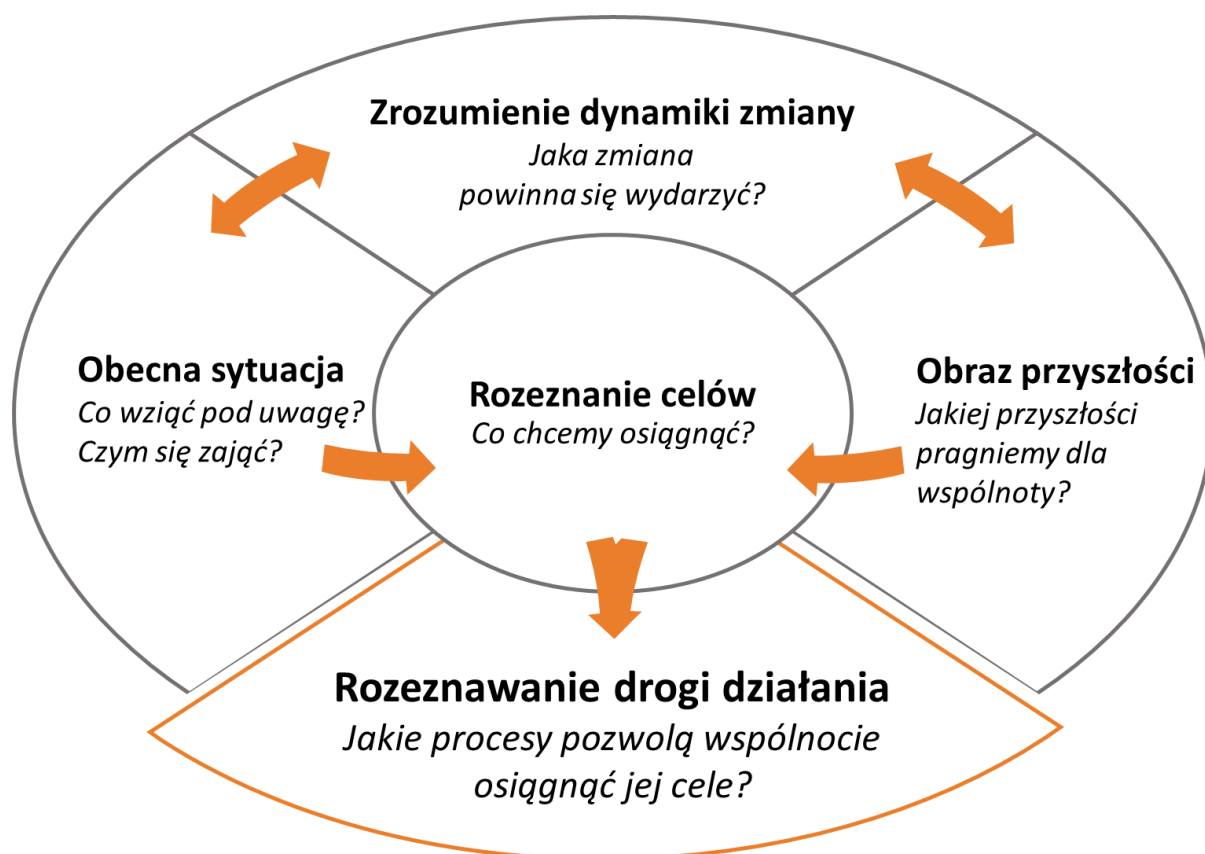 Zrozumienie dynamiki zmiany
Jaka zmiana
powinna się wydarzyć?
Obecna sytuacja
Co wziąć pod uwagę?
Czym się zająć?
Rozeznanie celów
Co chcemy osiągnąć?
Obraz przyszłości
Jakiej przyszłości
pragniemy dla
wspólnoty?
Rozeznawanie drogi działania
Jakie procesy pozwolą wspólnocie
osiągnąć jej cele?